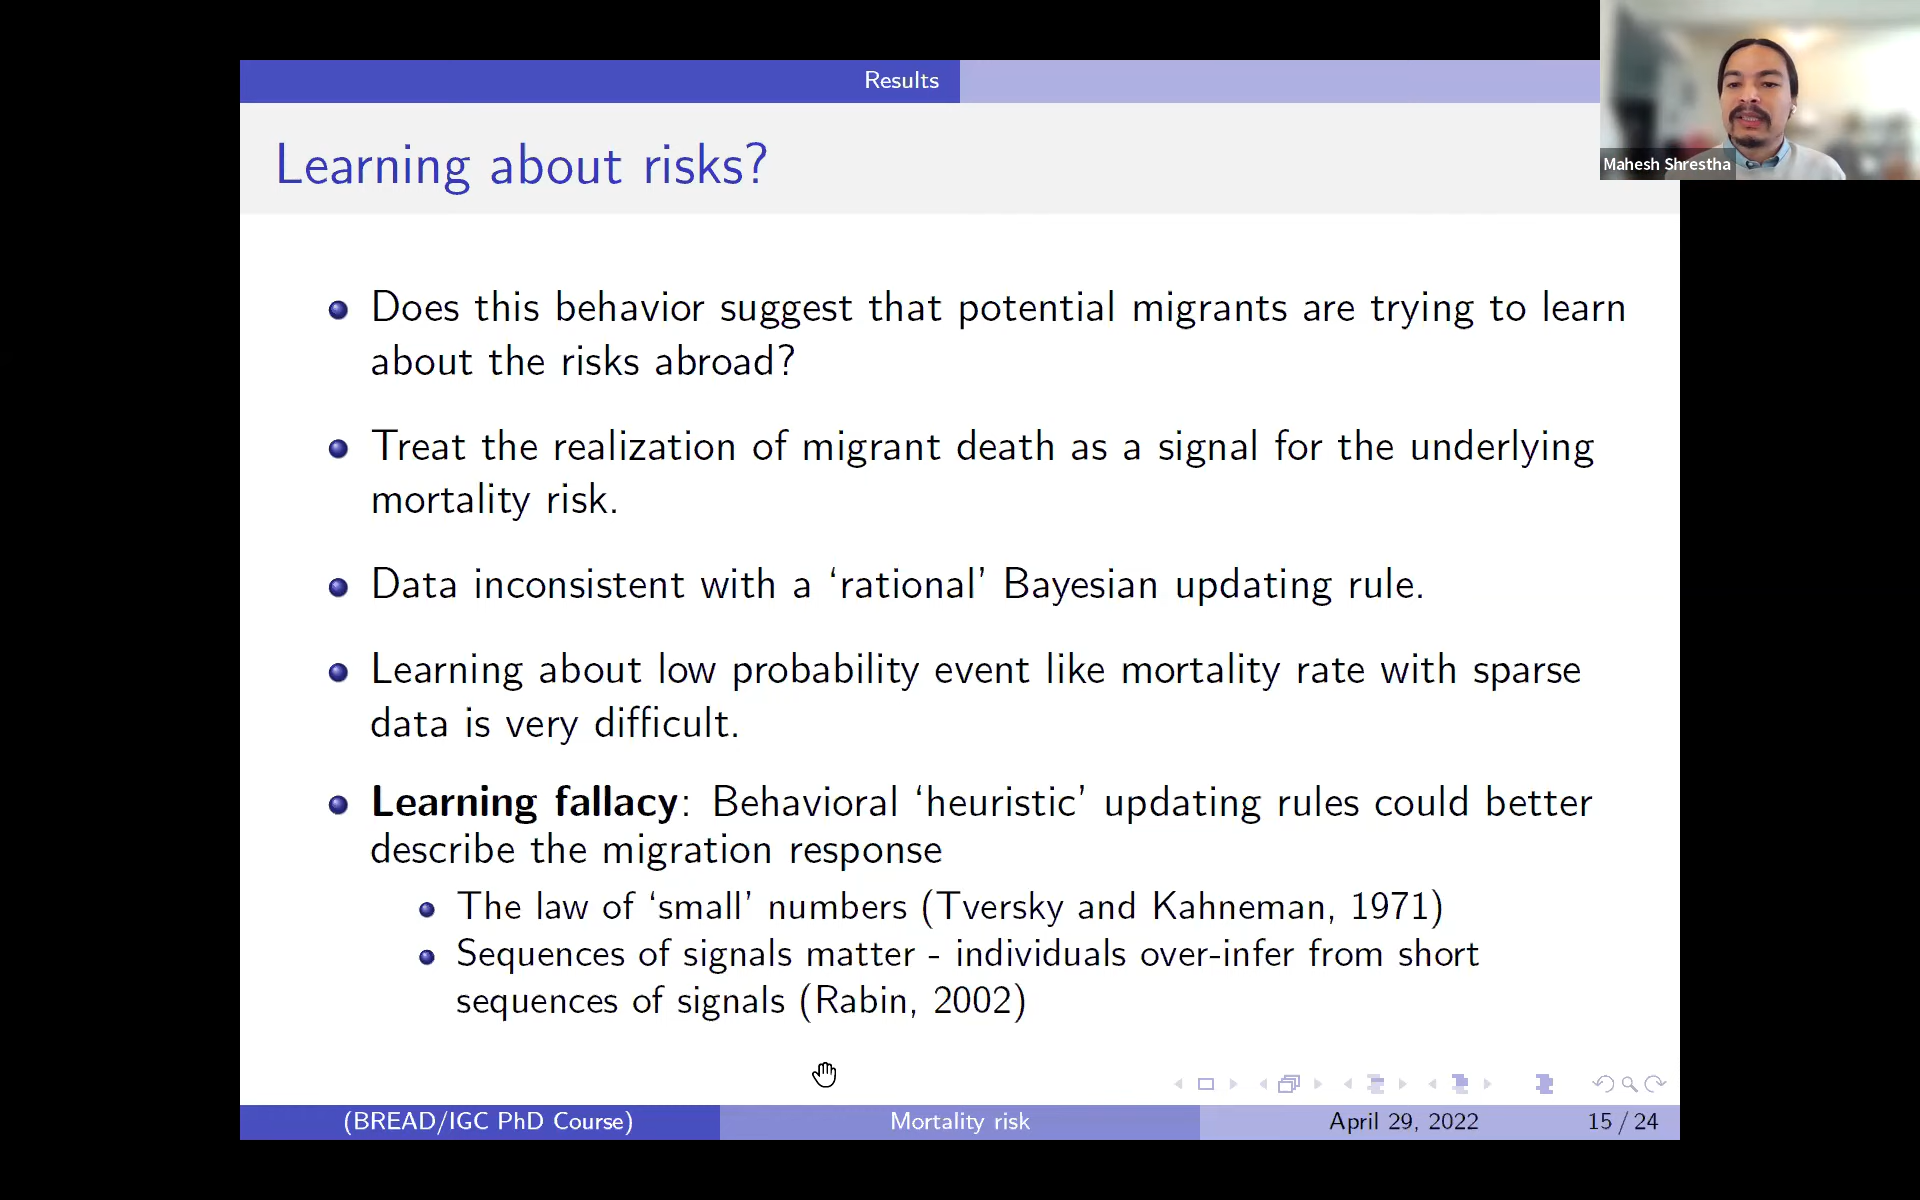 Results
Mahesh Shrestha
Learning about risks?
Does this behavior suggest that potential migrants are trying to learn
about the risks abroad?
Treat the realization of migrant death as a signal for the underlying
mortality risk.
Data inconsistent with a ‘rational’ Bayesian updating rule.
Learning about low probability event like mortality rate with sparse
data is very difficult.
Learning fallacy: Behavioral ‘heuristic’ updating rules could better
describe the migration response
The law of ‘small’ numbers (Tversky and Kahneman, 1971)
Sequences of signals matter - individuals over-infer from short
sequences of signals (Rabin, 2002)
(BREAD/IGC PhD Course) Mortality risk April 29, 2022 15 / 24